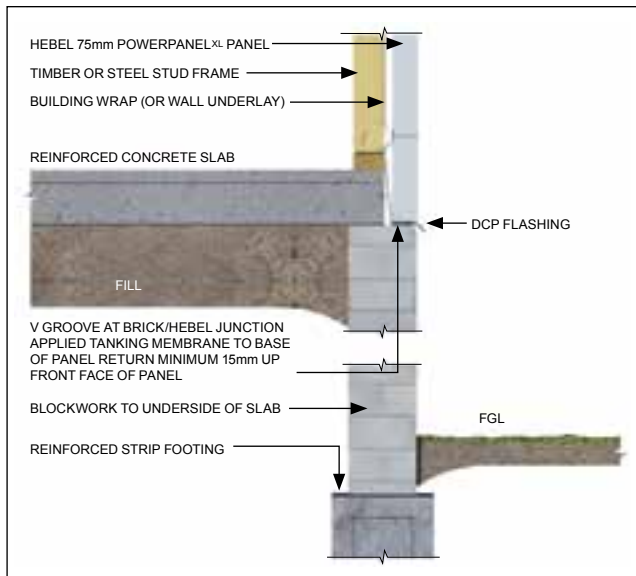 HEBEL 75mm POWERPANELXL PANEL
TIMBER OR STEEL STUD FRAME
BUILDING WRAP (OR WALL UNDERLAY)
REINFORCED CONCRETE SLAB
DCP FLASHING
FILL
V GROOVE AT BRICK/HEBEL JUNCTION
APPLIED TANKING MEMBRANE TO BASE
OF PANEL RETURN MINIMUM 15mm UP
FRONT FACE OF PANEL
BLOCKWORK TO UNDERSIDE OF SLAB
FGL
REINFORCED STRIP FOOTING